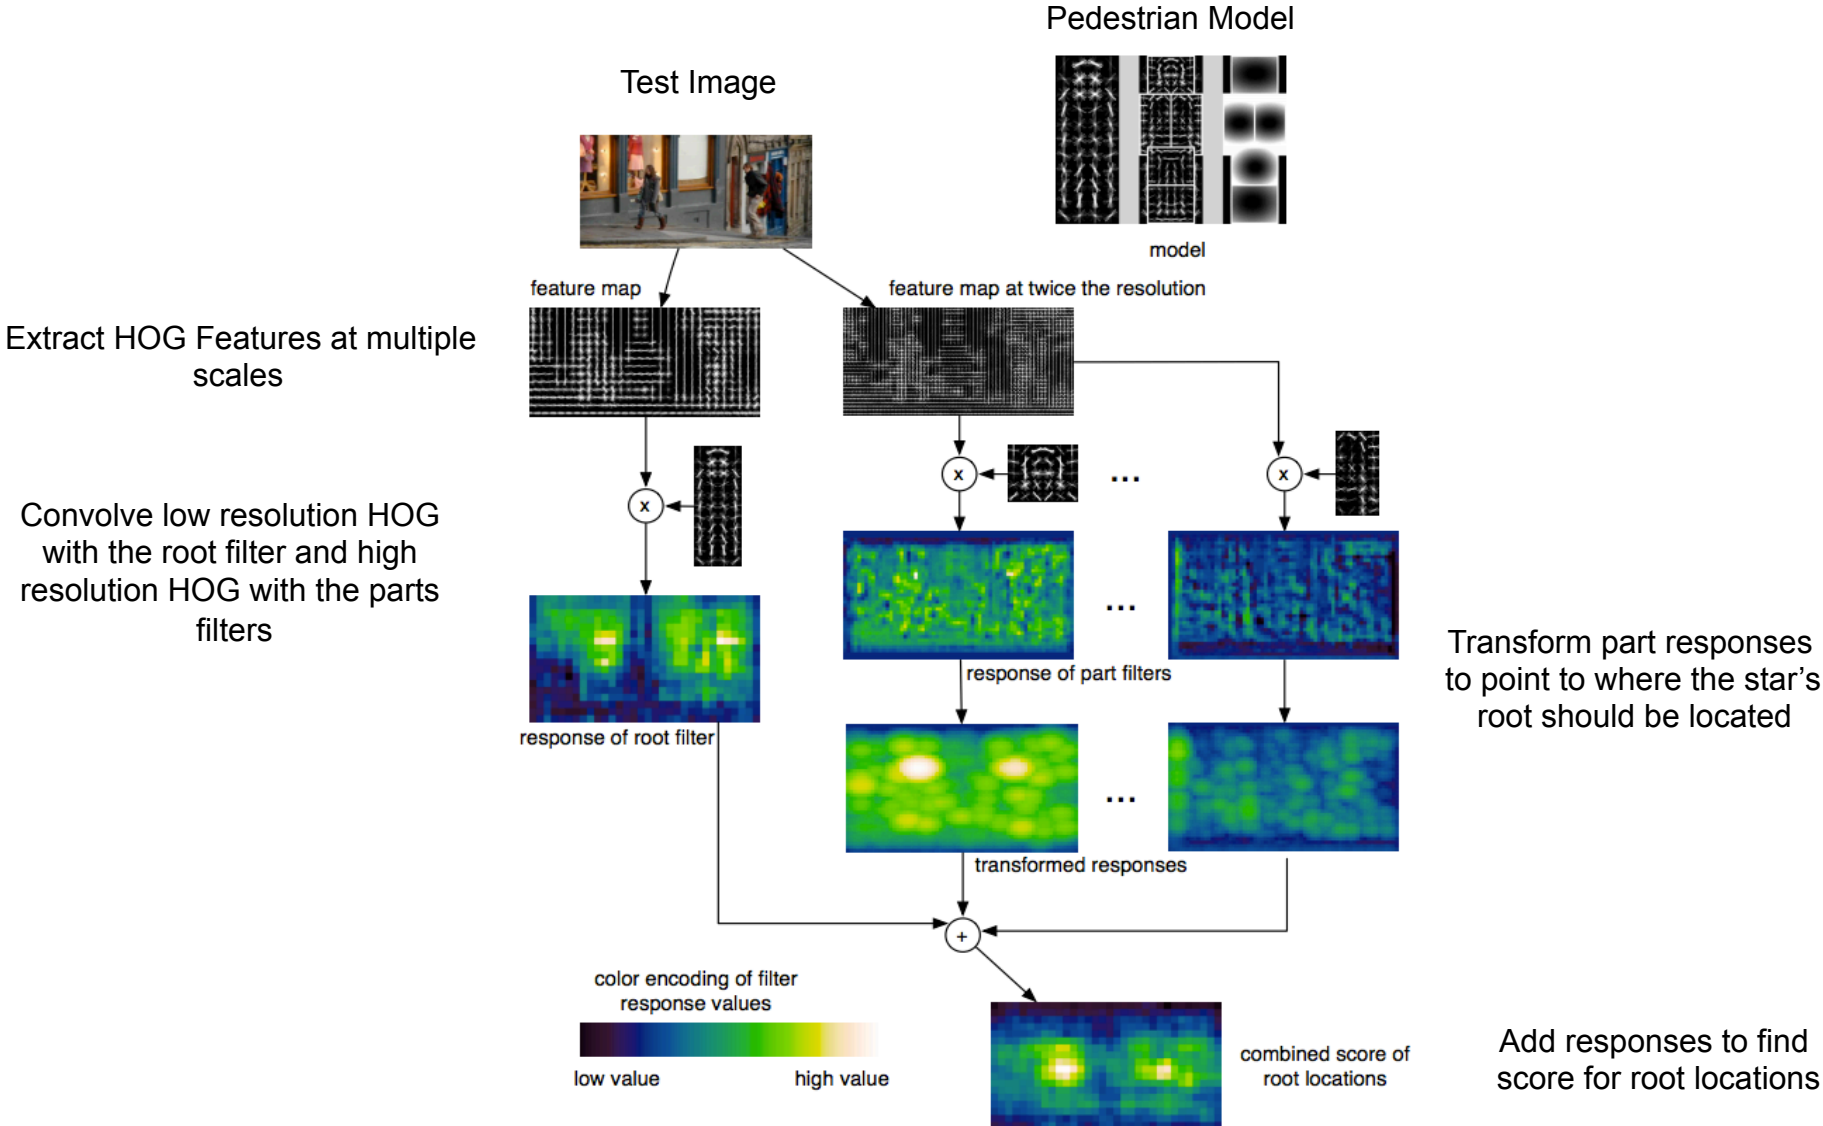 Pedestrian Model
Test Image
model
feature map
feature map at twice the resolution
Extract HOG Features at multiple
scales
x
x
x
...
Convolve low resolution HOG
with the root filter and high
resolution HOG with the parts
filters
...
response of part filters
Transform part responses
to point to where the star’s
root should be located
response of root filter
...
transformed responses
+
color encoding of filter
response values
low value
high value
combined score of
root locations
Add responses to find
score for root locations